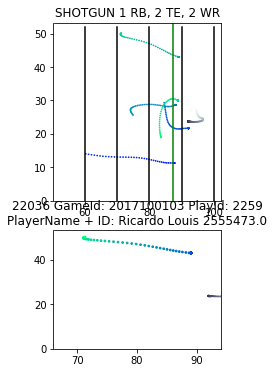 SHOTGUN 1 RB, 2 TE, 2 WR
50
40
30
20
10
0
60 80 100
22036 GameId: 2017100103 PlayId: 2259
PlayerName + ID: Ricardo Louis 2555473.0
40
20
0
70 80 90